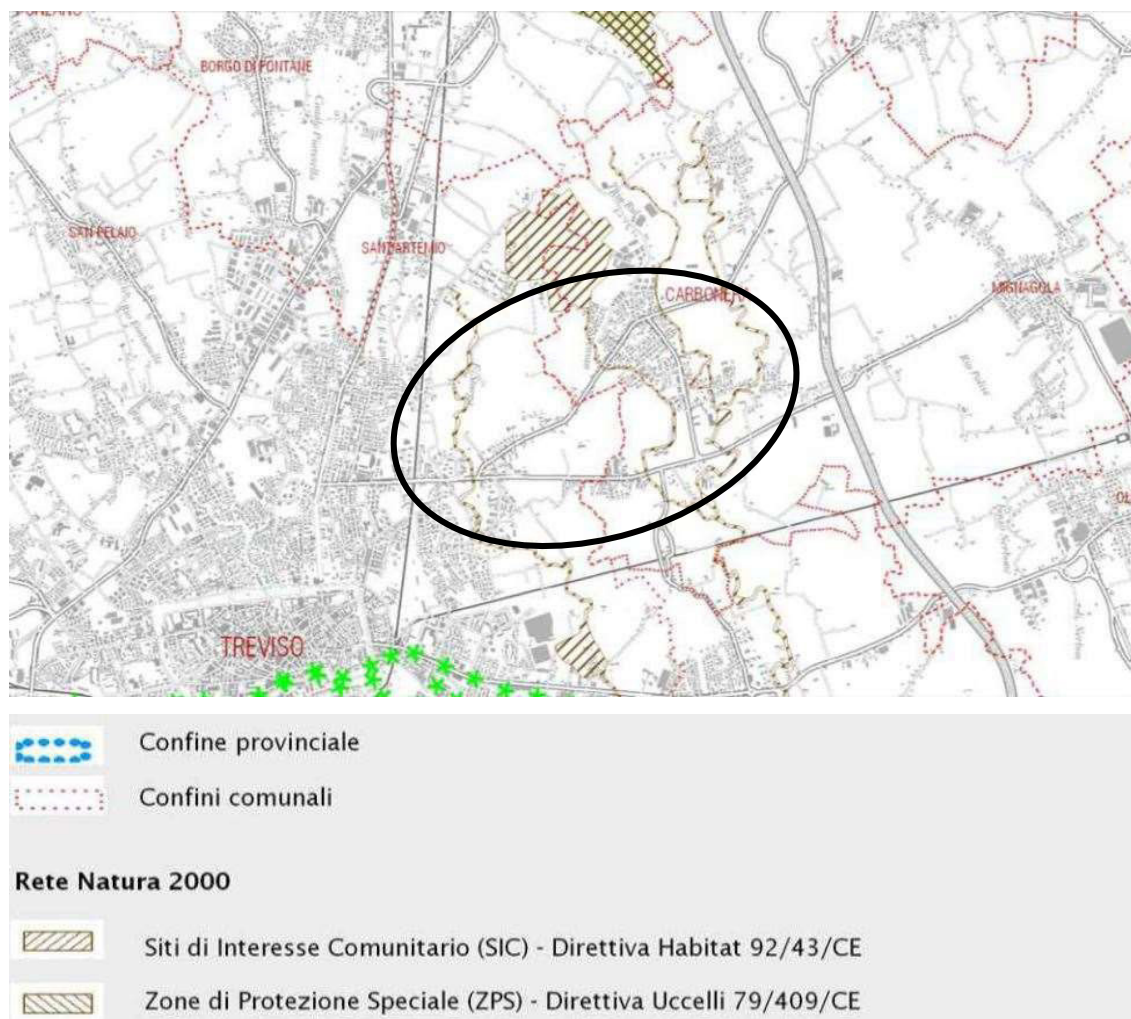 BORGO DI FONTANE
SAN PELAIO
SANT'ARTEMIO
CARBONERA
MIGNAGOLA
TREVISO
Confine provinciale
Confini comunali
Rete Natura 2000
Siti di Interesse Comunitario (SIC) - Direttiva Habitat 92/43/CE
Zone di Protezione Speciale (ZPS) - Direttiva Uccelli 79/409/CE